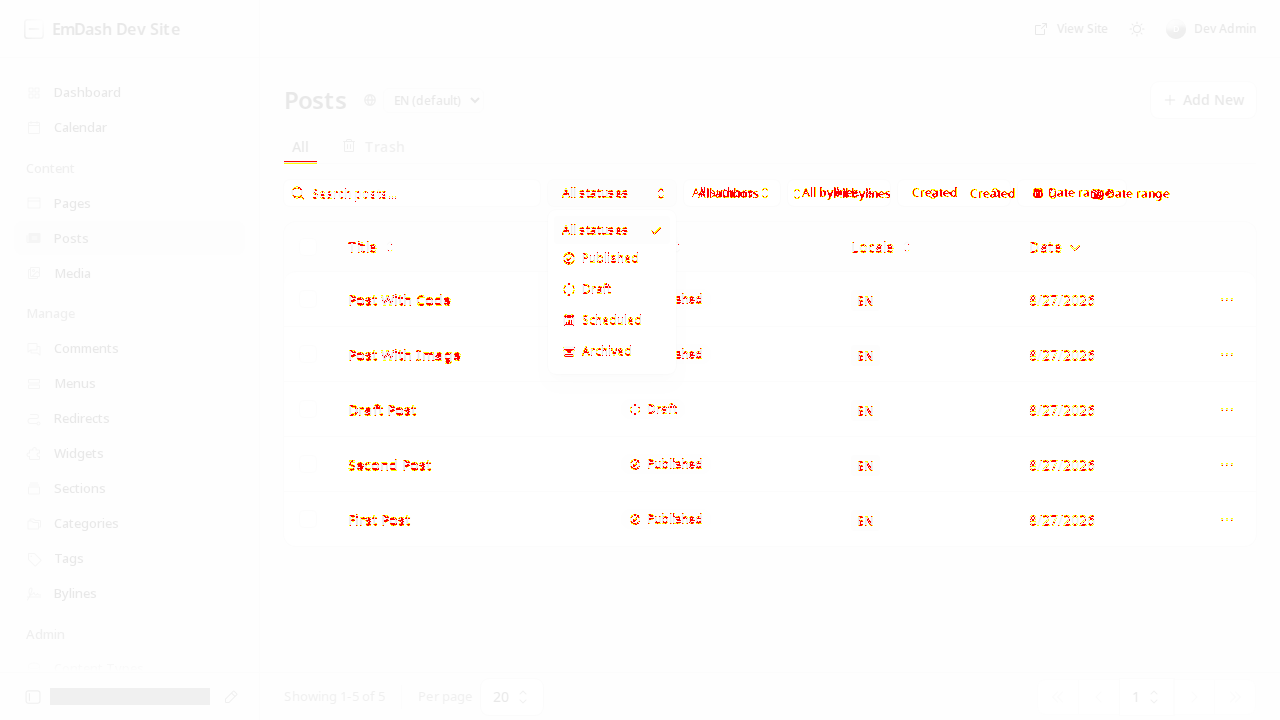 EmDash Dev Site
View Site
Dev Admin
Dashboard
Calendar
Content
Pages
Posts
Media
Manage
Comments
Menus
Redirects
Widgets
Sections
Categories
Tags
Bylines
Admin
Posts
EN (default)
Add New
All
Trash
Search posts...
All statuses
All authors
All bylines
Created
Created
Date range
Date range
All statuses
Published
Draft
Scheduled
Archived
Title
Locale
Date
Post With Code
EN
6/27/2026
Post With Image
EN
6/27/2026
Draft Post
Draft
EN
6/27/2026
Second Post
Published
EN
6/27/2026
First Post
Published
EN
6/27/2026
Showing 1-5 of 5
Per page
20
1